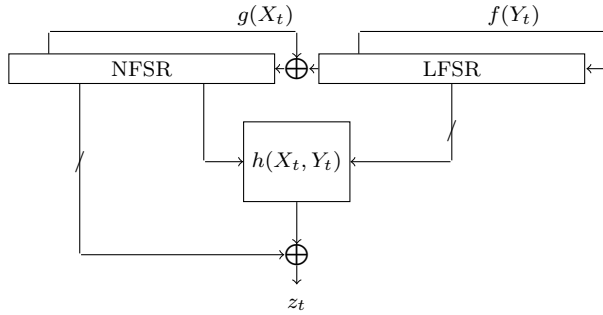 g(X_t) f(Y_t)
NFSR LFSR
h(X_t, Y_t)
z_t